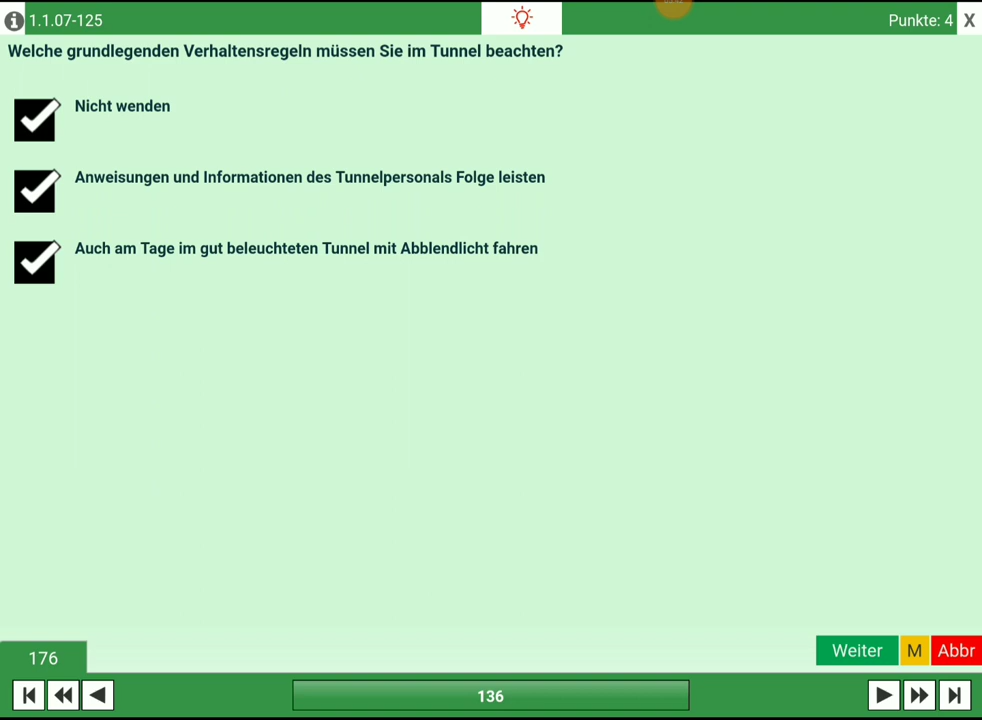 1.1.07-125
Punkte: 4 X
Welche grundlegenden Verhaltensregeln müssen Sie im Tunnel beachten?
Nicht wenden
Anweisungen und Informationen des Tunnelpersonals Folge leisten
Auch am Tage im gut beleuchteten Tunnel mit Abblendlicht fahren
176
Weiter M Abbr
136